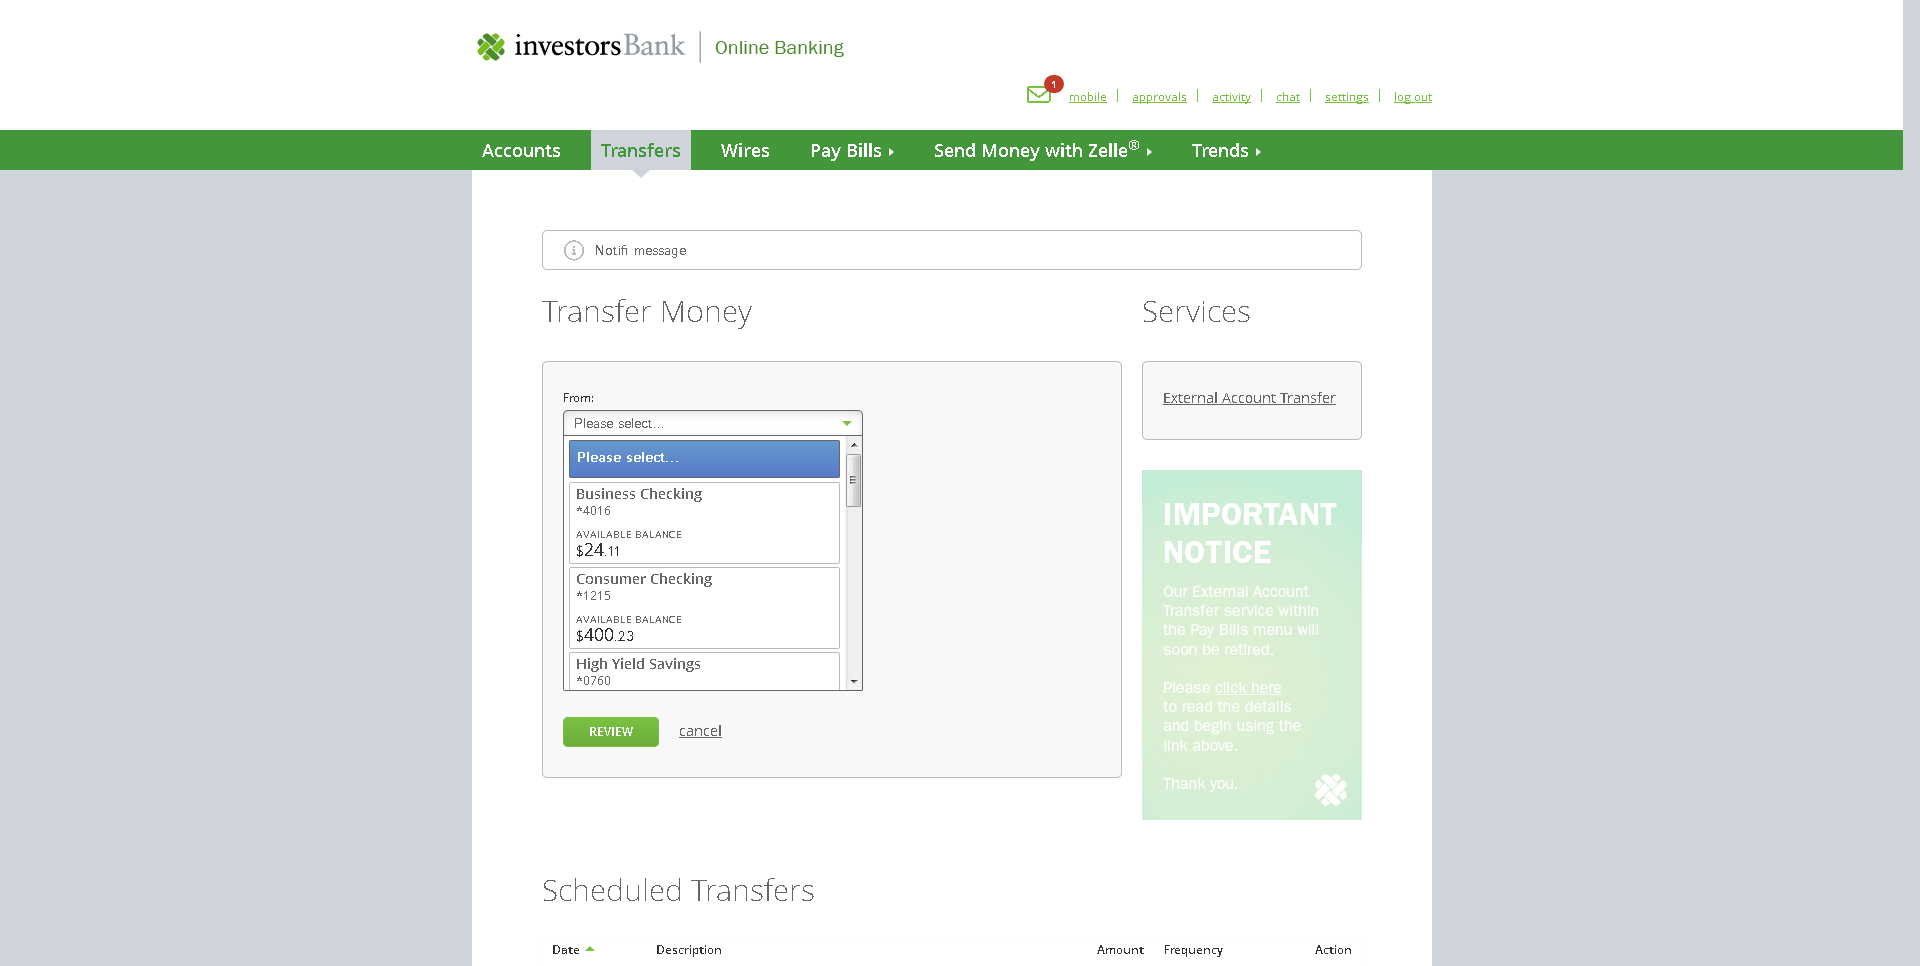 investorsBank Online Banking
1
mobile approvals activity chat settings log out
Accounts Transfers Wires Pay Bills Send Money with Zelle® Trends
Notifi message
Transfer Money
From:
Please select...
Please select...
Business Checking
*4016
AVAILABLE BALANCE
$24.11
Consumer Checking
*1215
AVAILABLE BALANCE
$400.23
High Yield Savings
*0760
REVIEW cancel
Services
External Account Transfer
IMPORTANT
NOTICE
Our External Account
Transfer service within
the Pay Bills menu will
soon be retired.
Please click here
to read the details
and begin using the
link above.
Thank you.
Scheduled Transfers
Date Description Amount Frequency Action